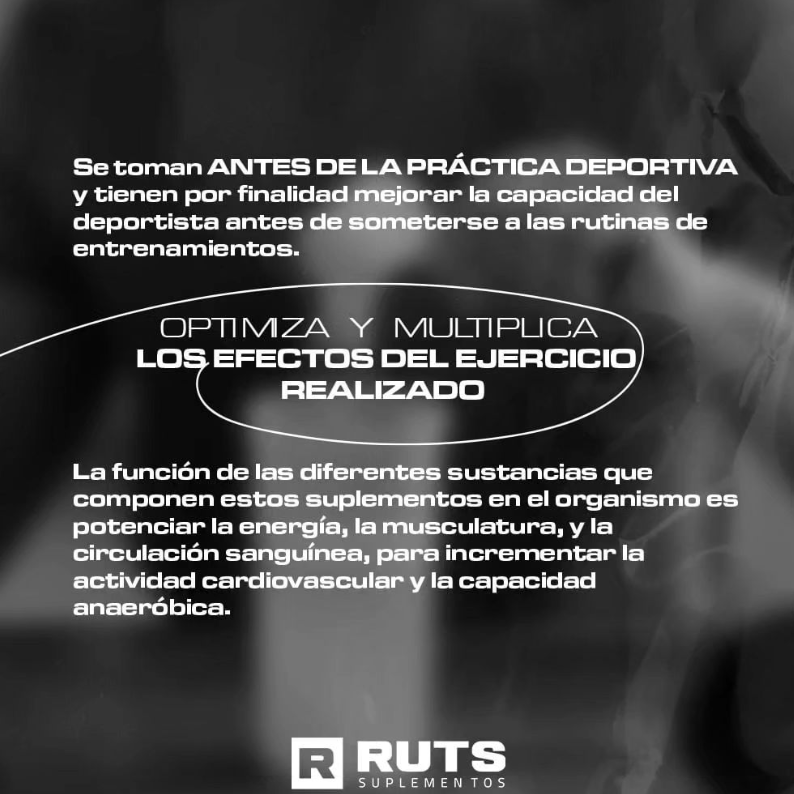 Se toman ANTES DE LA PRÁCTICA DEPORTIVA
y tienen por finalidad mejorar la capacidad del
deportista antes de someterse a las rutinas de
entrenamientos.
OPTIMIZA Y MULTIPLICA
LOS EFECTOS DEL EJERCICIO
REALIZADO
La función de las diferentes sustancias que
componen estos suplementos en el organismo es
potenciar la energía, la musculatura, y la
circulación sanguínea, para incrementar la
actividad cardiovascular y la capacidad
anaeróbica.
R RUTS
SUPLEMENTOS